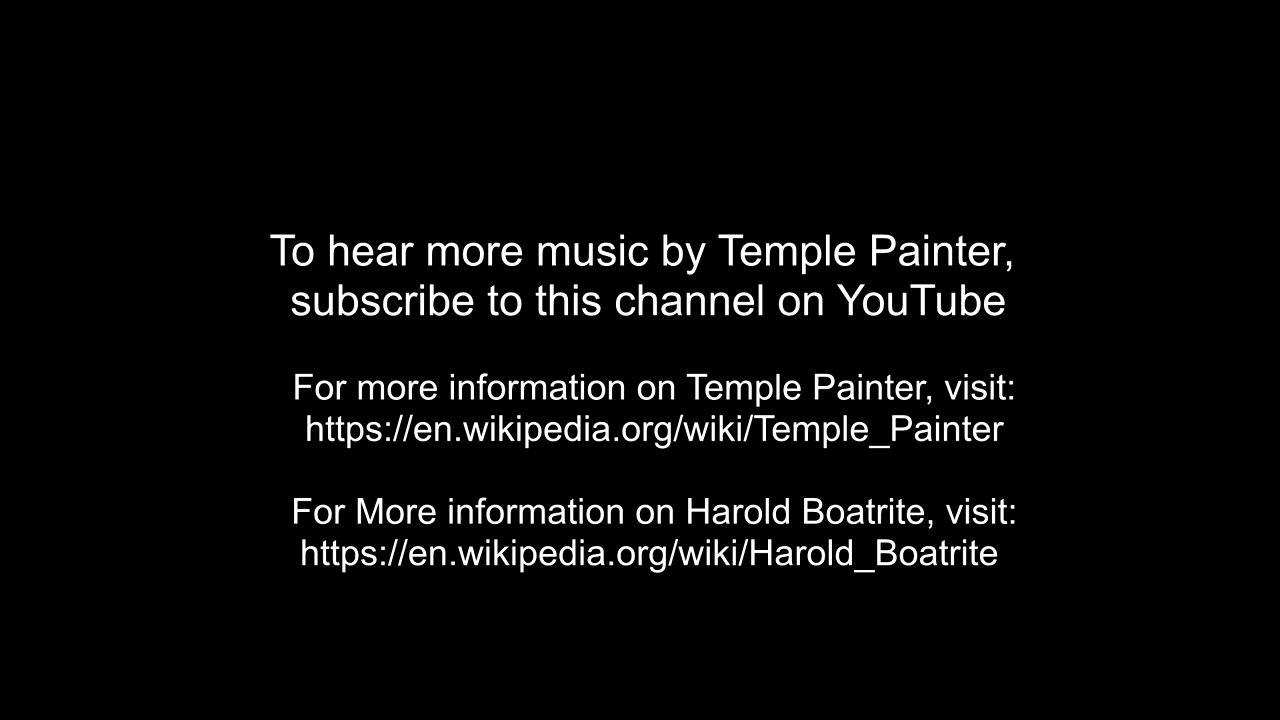 To hear more music by Temple Painter,
subscribe to this channel on YouTube
For more information on Temple Painter, visit:
https://en.wikipedia.org/wiki/Temple_Painter
For More information on Harold Boatrite, visit:
https://en.wikipedia.org/wiki/Harold_Boatrite